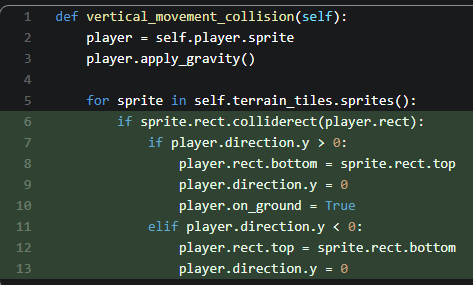 1 def vertical_movement_collision(self):
2     player = self.player.sprite
3     player.apply_gravity()
4
5     for sprite in self.terrain_tiles.sprites():
6         if sprite.rect.colliderect(player.rect):
7             if player.direction.y > 0:
8                 player.rect.bottom = sprite.rect.top
9                 player.direction.y = 0
10                 player.on_ground = True
11             elif player.direction.y < 0:
12                 player.rect.top = sprite.rect.bottom
13                 player.direction.y = 0